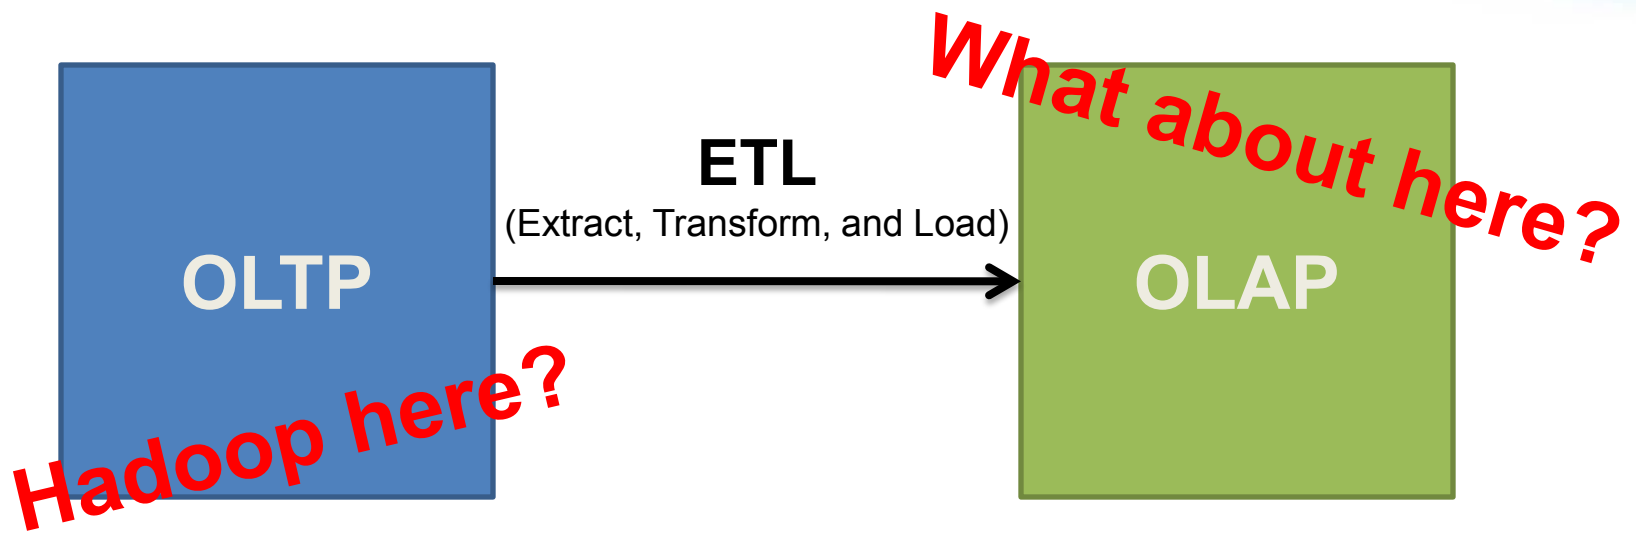 What about here?
ETL
(Extract, Transform, and Load)
OLTP
OLAP
Hadoop here?